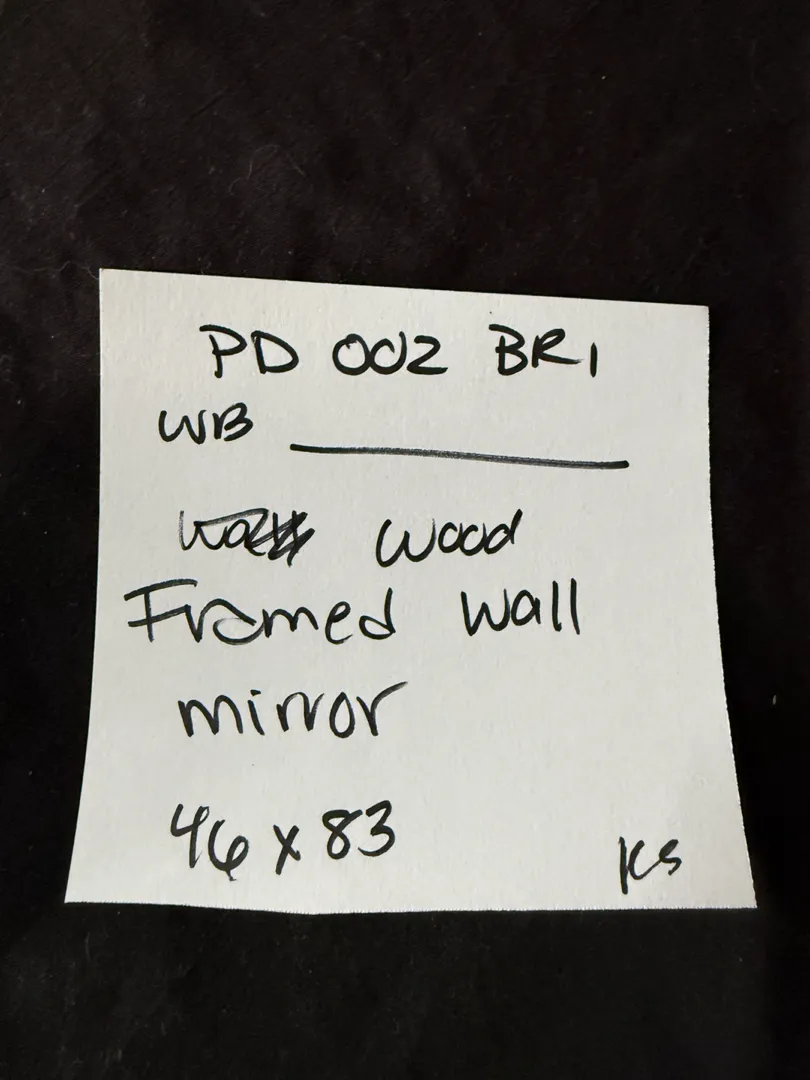 PD 002 BR1
WB
Wood
Framed Wall
mirror
46 x 83
KS